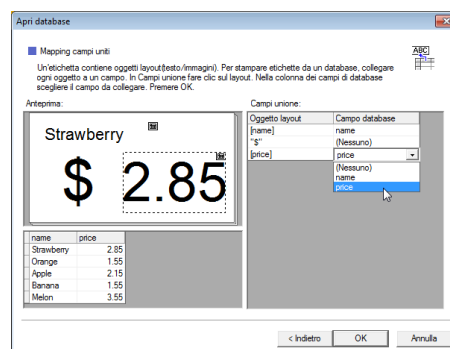 Apri database
Mapping campi uniti
Un'etichetta contiene oggetti layout(testo/immagini). Per stampare etichette da un database, collegare
ogni oggetto a un campo. In Campi unione fare clic sul layout. Nella colonna dei campi di database
scegliere il campo da collegare. Premere OK.
ABC
Anteprima:
Strawberry
$ 2.85
name price
Strawberry 2.85
Orange 1.55
Apple 2.15
Banana 1.55
Melon 3.55
Campi unione:
Oggetto layout Campo database
[name] name
"$" (Nessuno)
[price] price
(Nessuno)
name
price
< Indietro OK Annulla